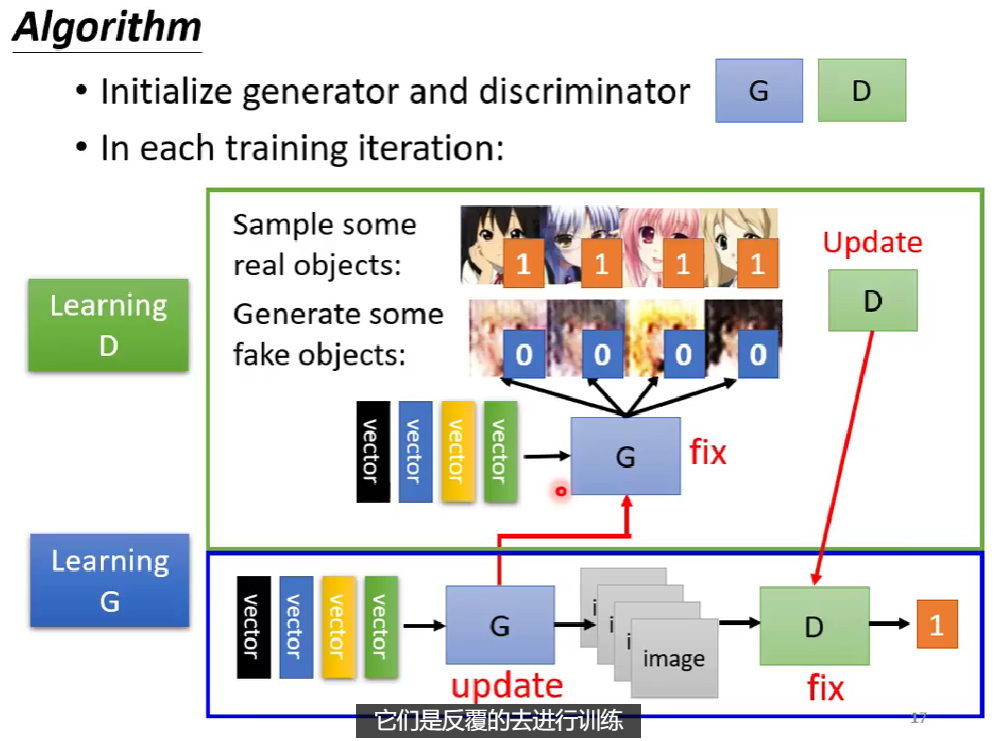 Algorithm
• Initialize generator and discriminator G D
• In each training iteration:
Sample some
real objects:
1 1 1 1
Update
D
Learning
D
Generate some
fake objects:
0 0 0 0
vector vector vector vector
G
fix
Learning
G
vector vector vector vector
G
i
i
i
image
D
1
update
fix
它们是反覆的去进行训练
17